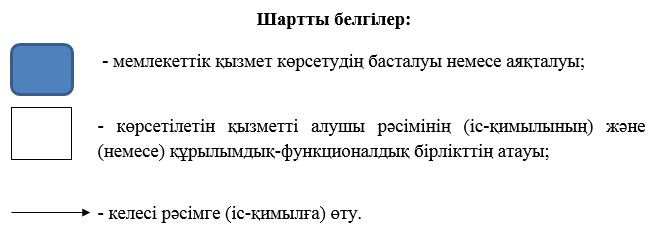 Шартты белгілер:
- мемлекеттік қызмет көрсетудің басталуы немесе аяқталуы;
- көрсетілетін қызметті алушы рәсімінің (іс-қимылының) және
(немесе) құрылымдық-функционалдық бірліктің атауы;
- келесі рәсімге (іс-қимылға) өту.